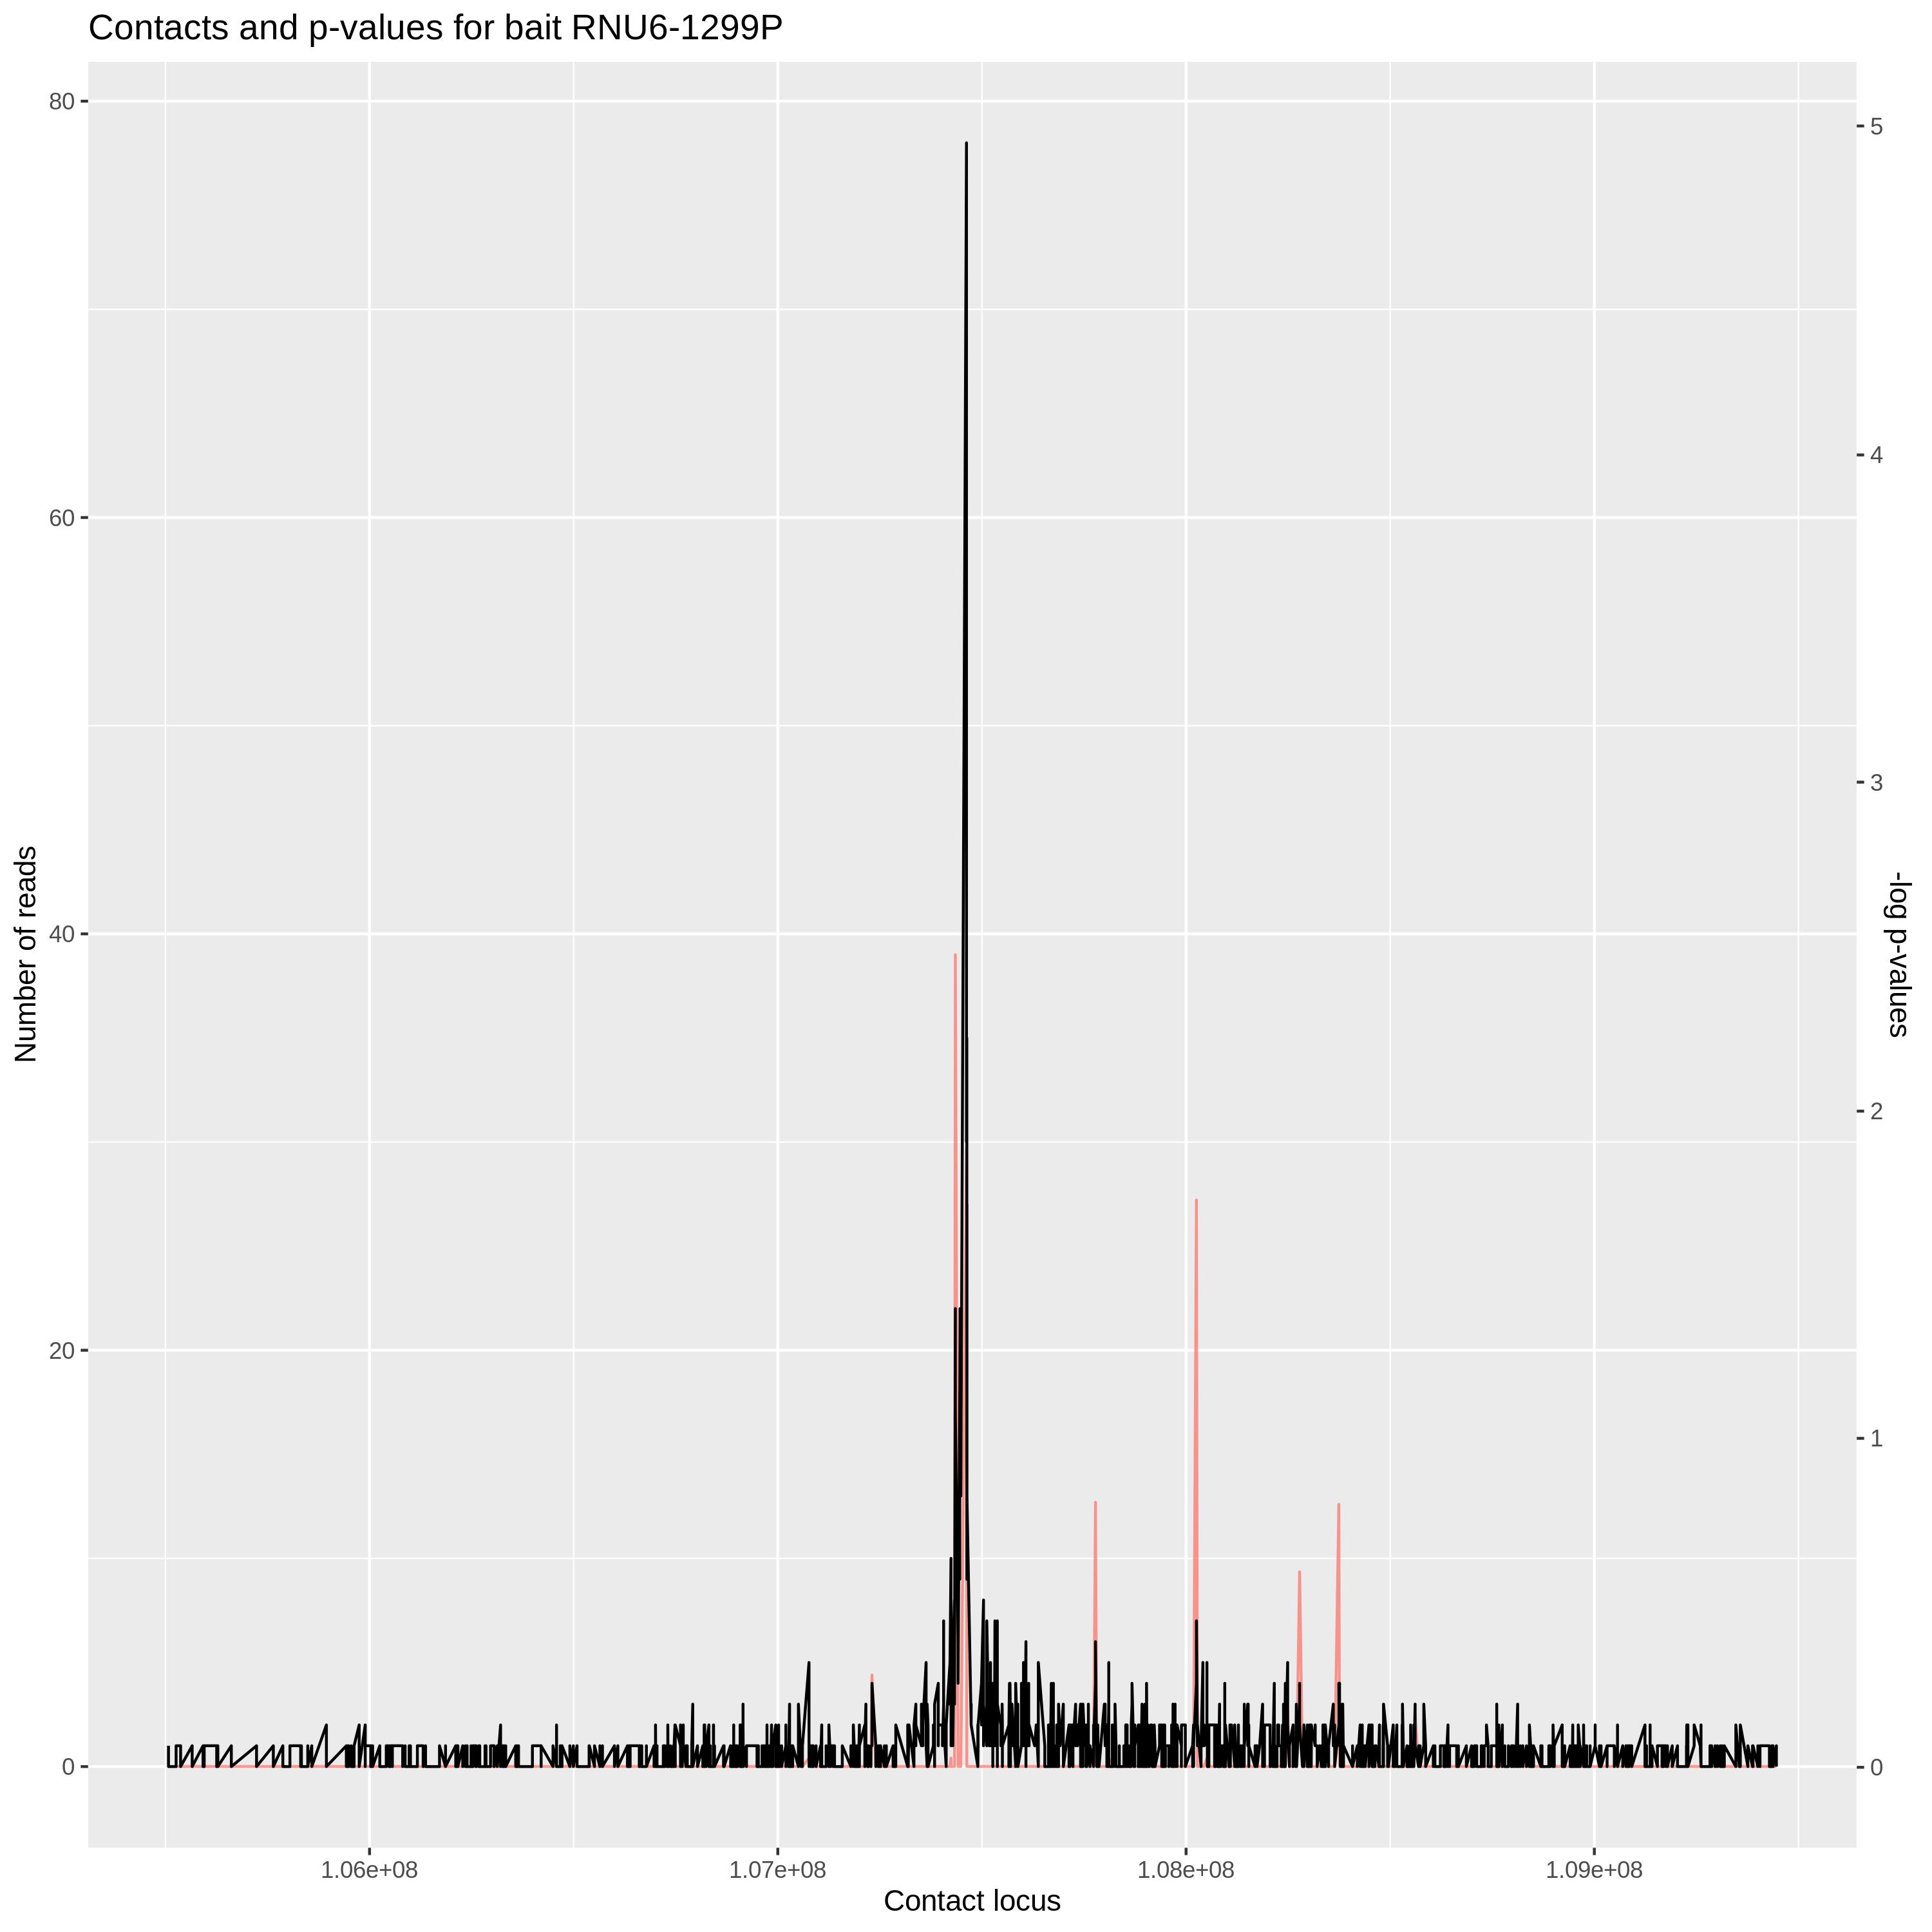 Contacts and p-values for bait RNU6-1299P
80
60
40
20
0
Number of reads
5
4
3
2
1
0
-log p-values
1.06e+08
1.07e+08
1.08e+08
1.09e+08
Contact locus